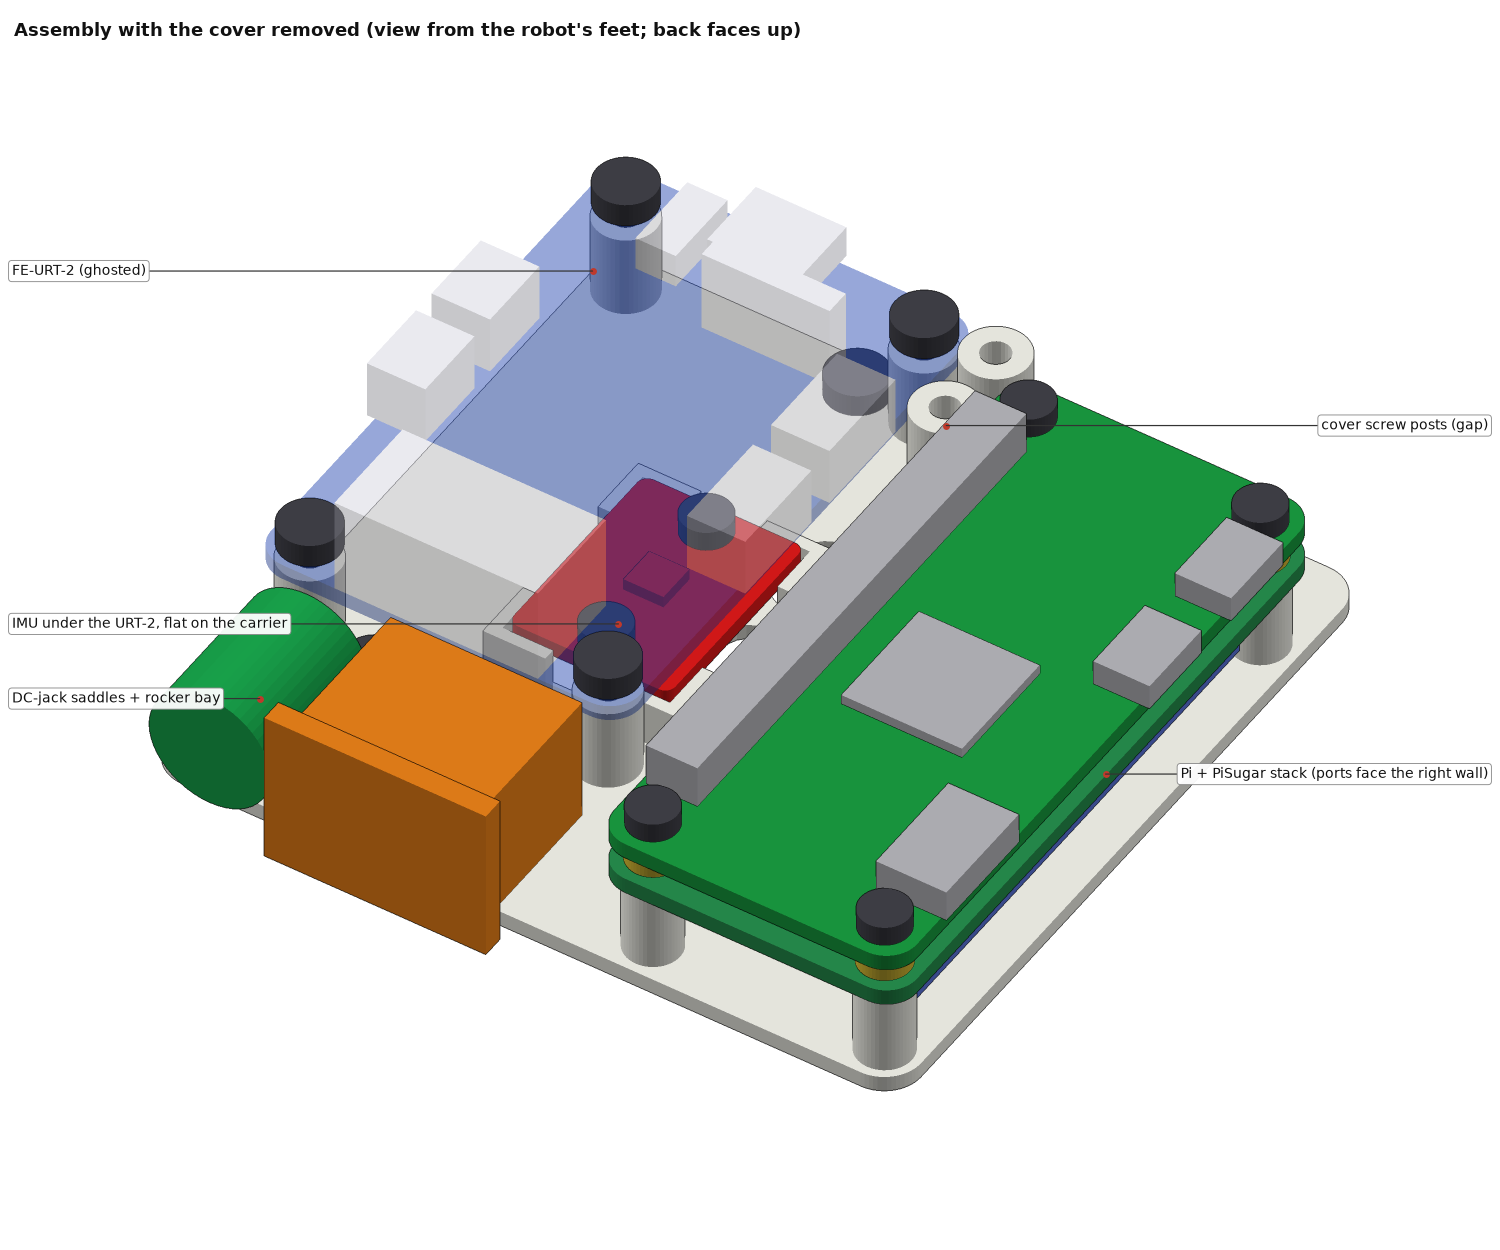 Assembly with the cover removed (view from the robot's feet; back faces up)
FE-URT-2 (ghosted)
cover screw posts (gap)
IMU under the URT-2, flat on the carrier
DC-jack saddles + rocker bay
Pi + PiSugar stack (ports face the right wall)